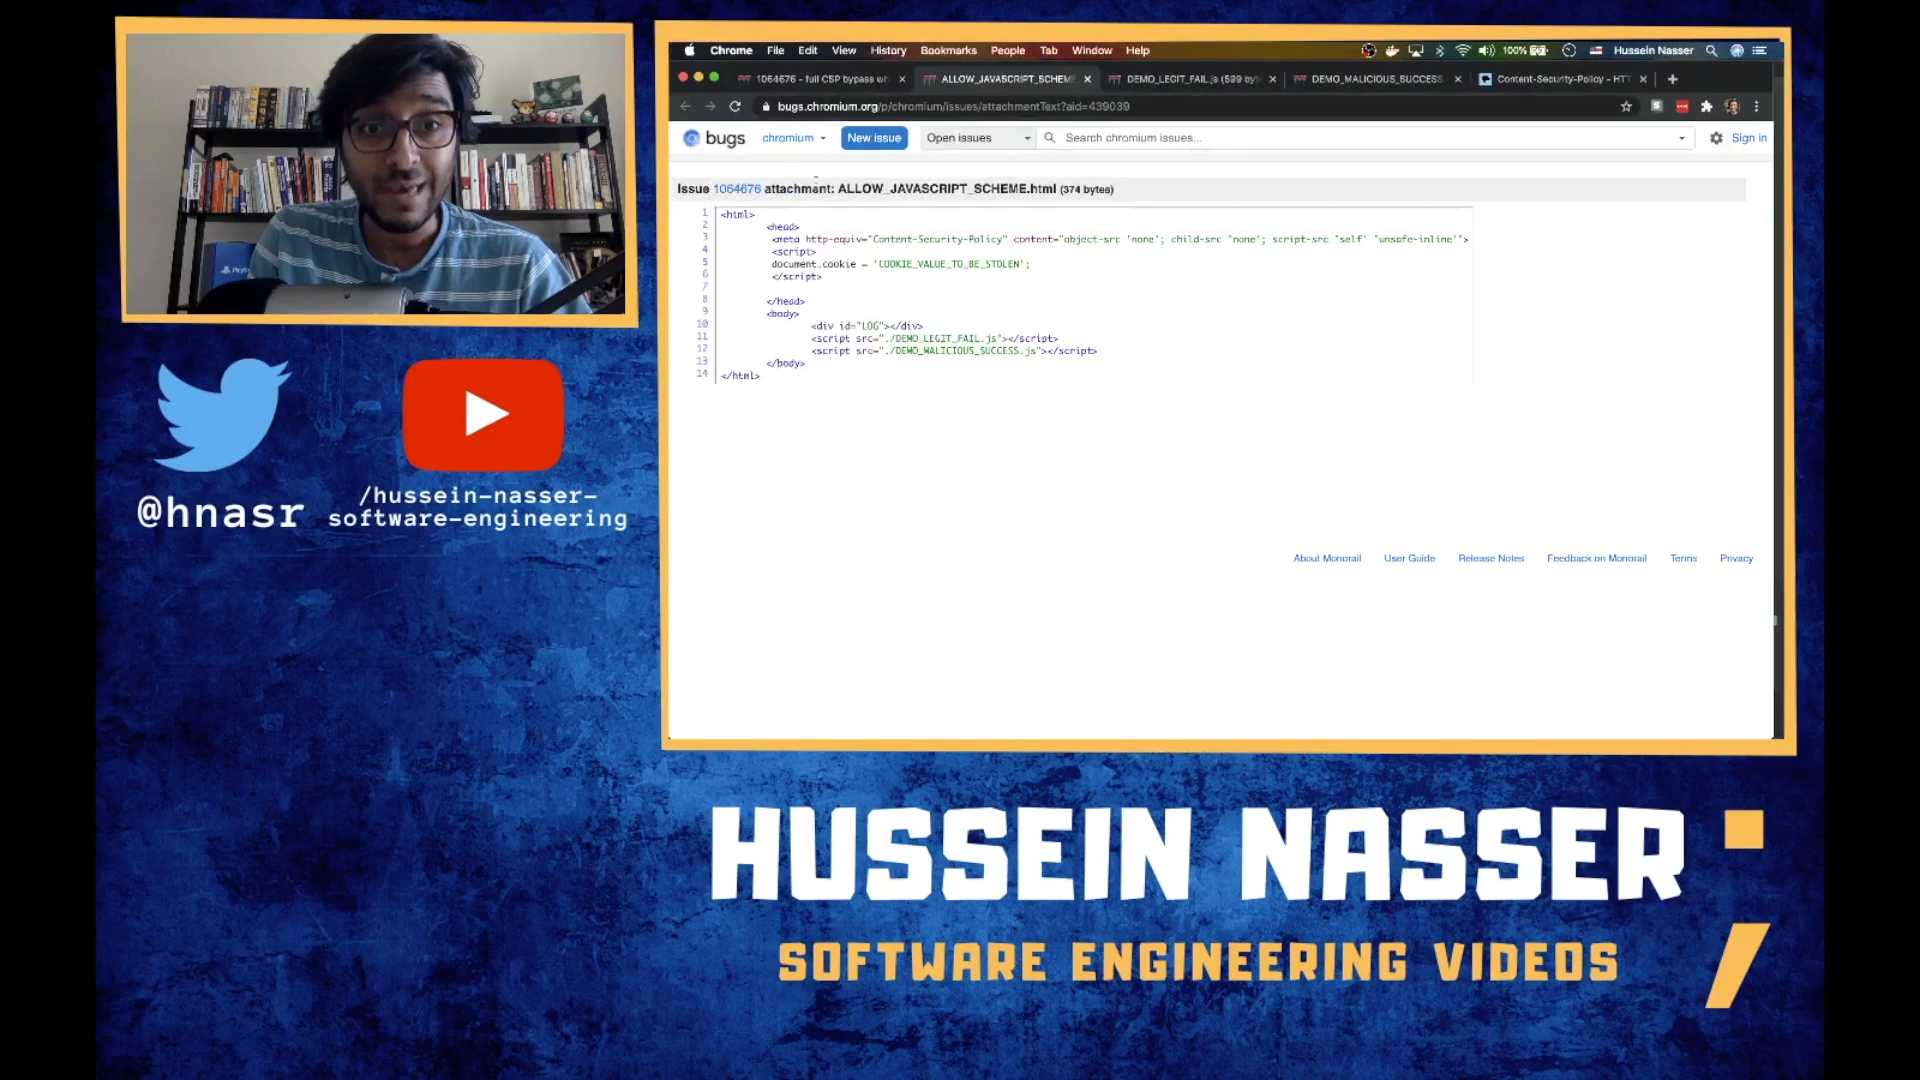 Chrome File Edit View History Bookmarks People Tab Window Help 100% Hussein Nasser
1064676 - full CSP bypass wh
ALLOW_JAVASCRIPT_SCHEME
DEMO_LEGIT_FAIL.js (599 byt
DEMO_MALICIOUS_SUCCESS.
Content-Security-Policy - HTT
bugs.chromium.org/p/chromium/issues/attachmentText?aid=439039
bugs chromium New issue Open issues Search chromium issues... Sign in
Issue 1064676 attachment: ALLOW_JAVASCRIPT_SCHEME.html (374 bytes)
1 <html>
2 <head>
3 <meta http-equiv="Content-Security-Policy" content="object-src 'none'; child-src 'none'; script-src 'self' 'unsafe-inline'">
4 <script>
5 document.cookie = 'COOKIE_VALUE_TO_BE_STOLEN';
6 </script>
7
8 </head>
9 <body>
10 <div id="LOG"></div>
11 <script src="./DEMO_LEGIT_FAIL.js"></script>
12 <script src="./DEMO_MALICIOUS_SUCCESS.js"></script>
13 </body>
14 </html>
About Monorail User Guide Release Notes Feedback on Monorail Terms Privacy
@hnasr
/hussein-nasser-
software-engineering
HUSSEIN NASSER ;
SOFTWARE ENGINEERING VIDEOS